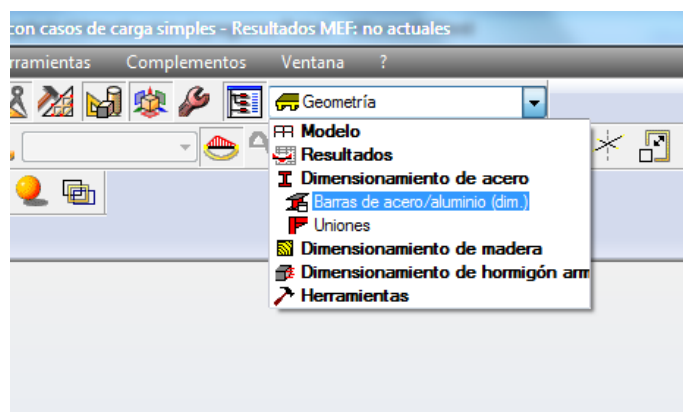 con casos de carga simples - Resultados MEF: no actuales
rramientas Complementos Ventana ?
Geometría
Modelo
Resultados
Dimensionamiento de acero
Barras de acero/aluminio (dim.)
Uniones
Dimensionamiento de madera
Dimensionamiento de hormigón arm
Herramientas